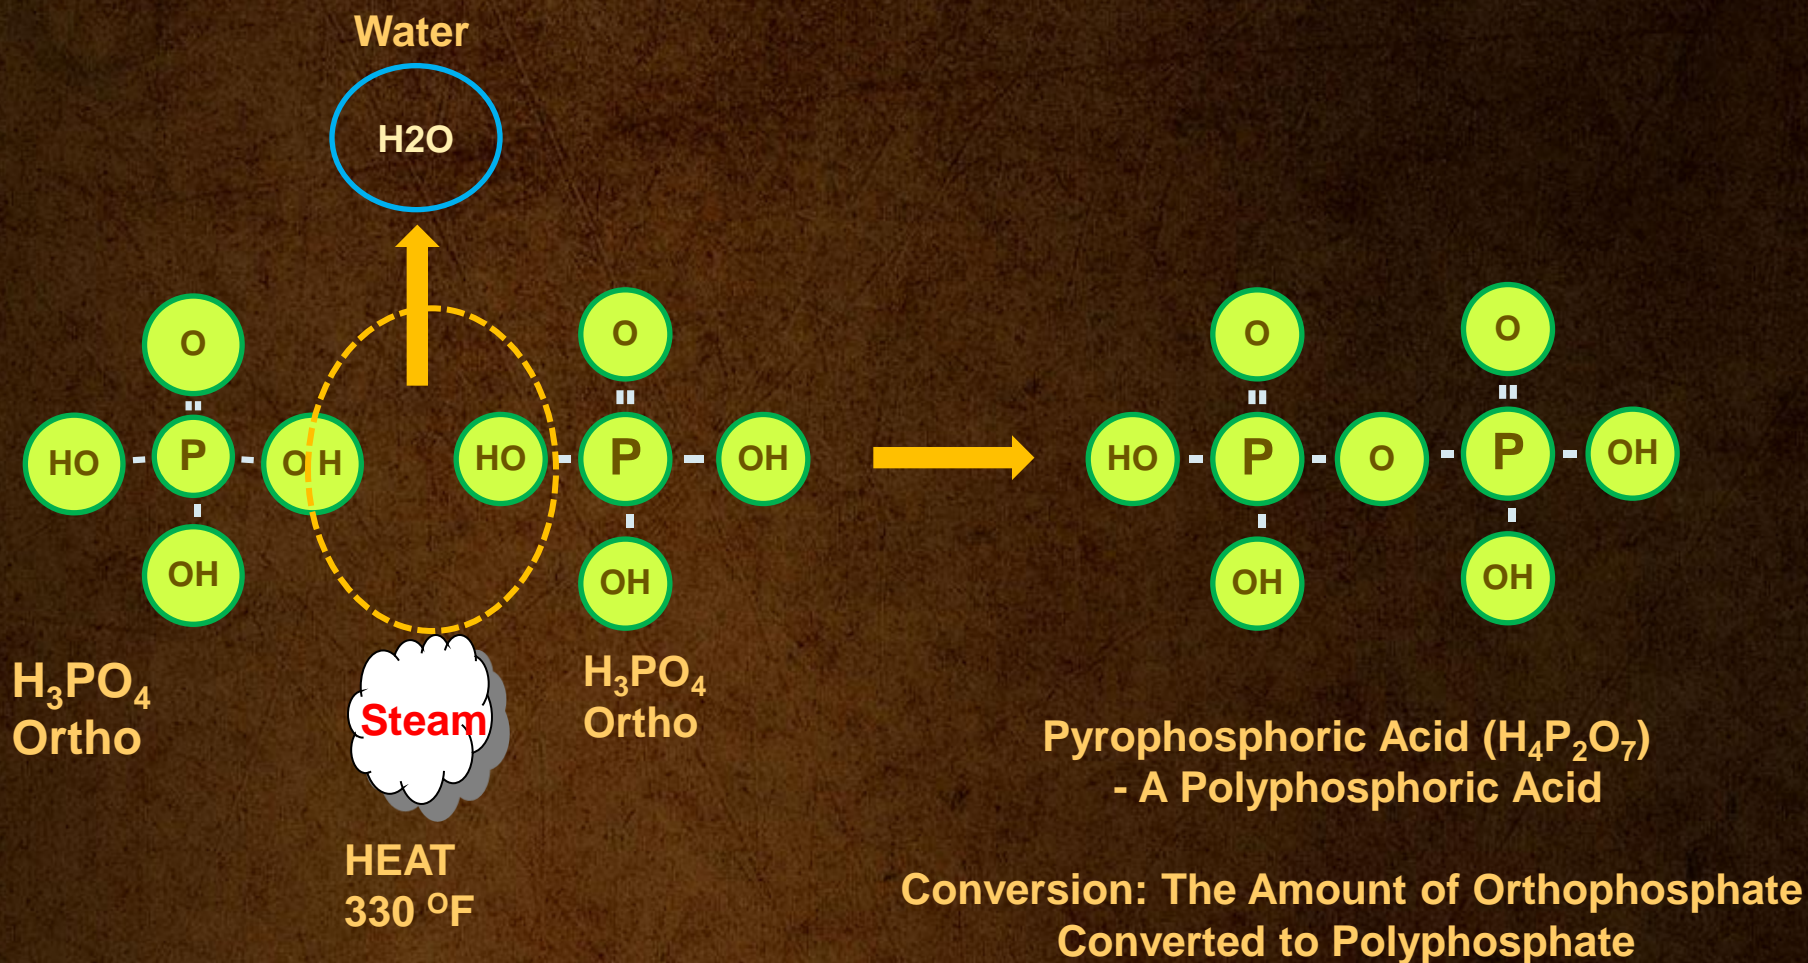 Water
H2O
O
O
O
O
HO
P
OH
HO
P
OH
HO
P
O
P
OH
OH
OH
OH
OH
H₃PO₄
Ortho
Steam
H₃PO₄
Ortho
HEAT
330 ᴼF
Pyrophosphoric Acid (H₄P₂O₇)
- A Polyphosphoric Acid
Conversion: The Amount of Orthophosphate
Converted to Polyphosphate